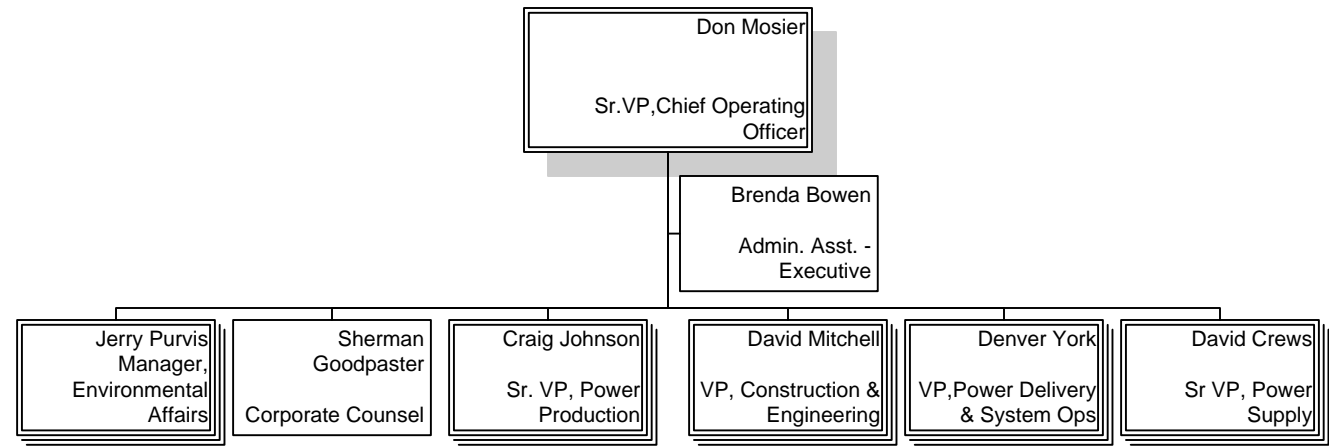 Don Mosier
Sr.VP,Chief Operating
Officer
Brenda Bowen
Admin. Asst. -
Executive
Jerry Purvis
Manager,
Environmental
Affairs
Sherman
Goodpaster
Corporate Counsel
Craig Johnson
Sr. VP, Power
Production
David Mitchell
VP, Construction &
Engineering
Denver York
VP,Power Delivery
& System Ops
David Crews
Sr VP, Power
Supply